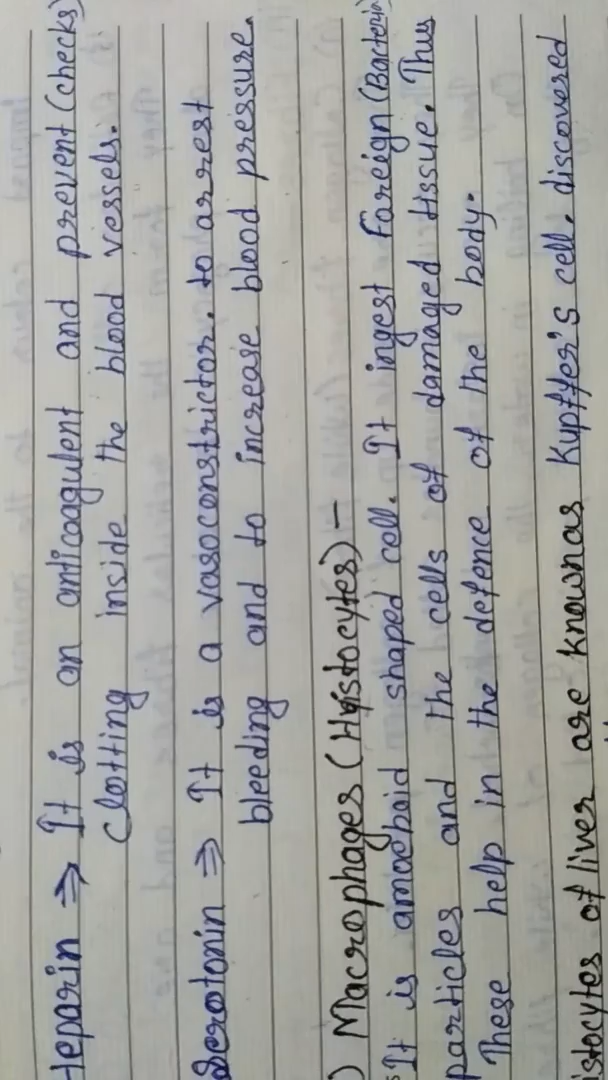 Heparin ⇒ It is an anticoagulent and prevent (checks)
clotting inside the blood vessels.
Serotonin ⇒ It is a vasoconstrictor. to arrest
bleeding and to increase blood pressure.
) Macrophages (Histocytes) –
It is amoeboid shaped cell. It ingest Foreign (Bacteria)
particles and the cells of damaged tissue. Thus
These help in the defence of the body.
istocytes of liver are known as Kupffer's cell. discovered